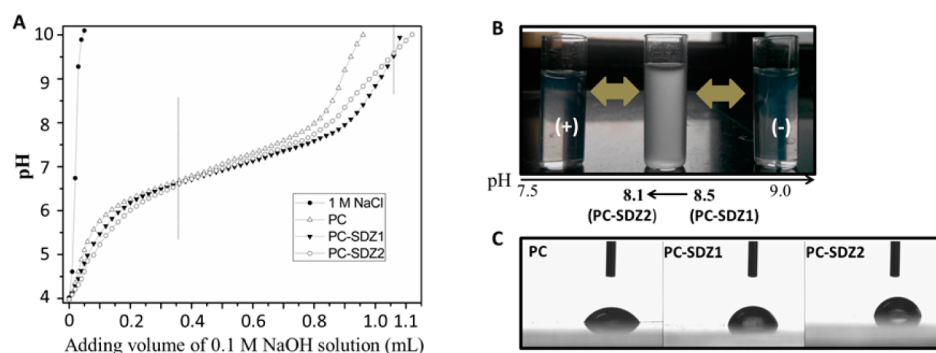 A
pH
10
9
8
7
6
5
4
0
0.2
0.4
0.6
0.8
1.0
1.1
Adding volume of 0.1 M NaOH solution (mL)
1 M NaCl
PC
PC-SDZ1
PC-SDZ2
B
(+)
(-)
pH
7.5
8.1
8.5
9.0
(PC-SDZ2)
(PC-SDZ1)
C
PC
PC-SDZ1
PC-SDZ2